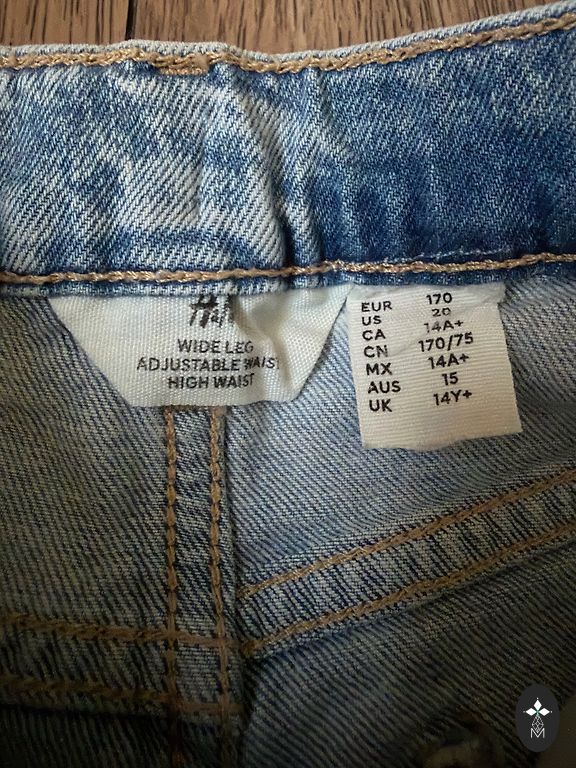 H&M
WIDE LEG
ADJUSTABLE WAIST
HIGH WAIST
EUR 170
US 20
CA 14A+
CN 170/75
MX 14A+
AUS 15
UK 14Y+
M